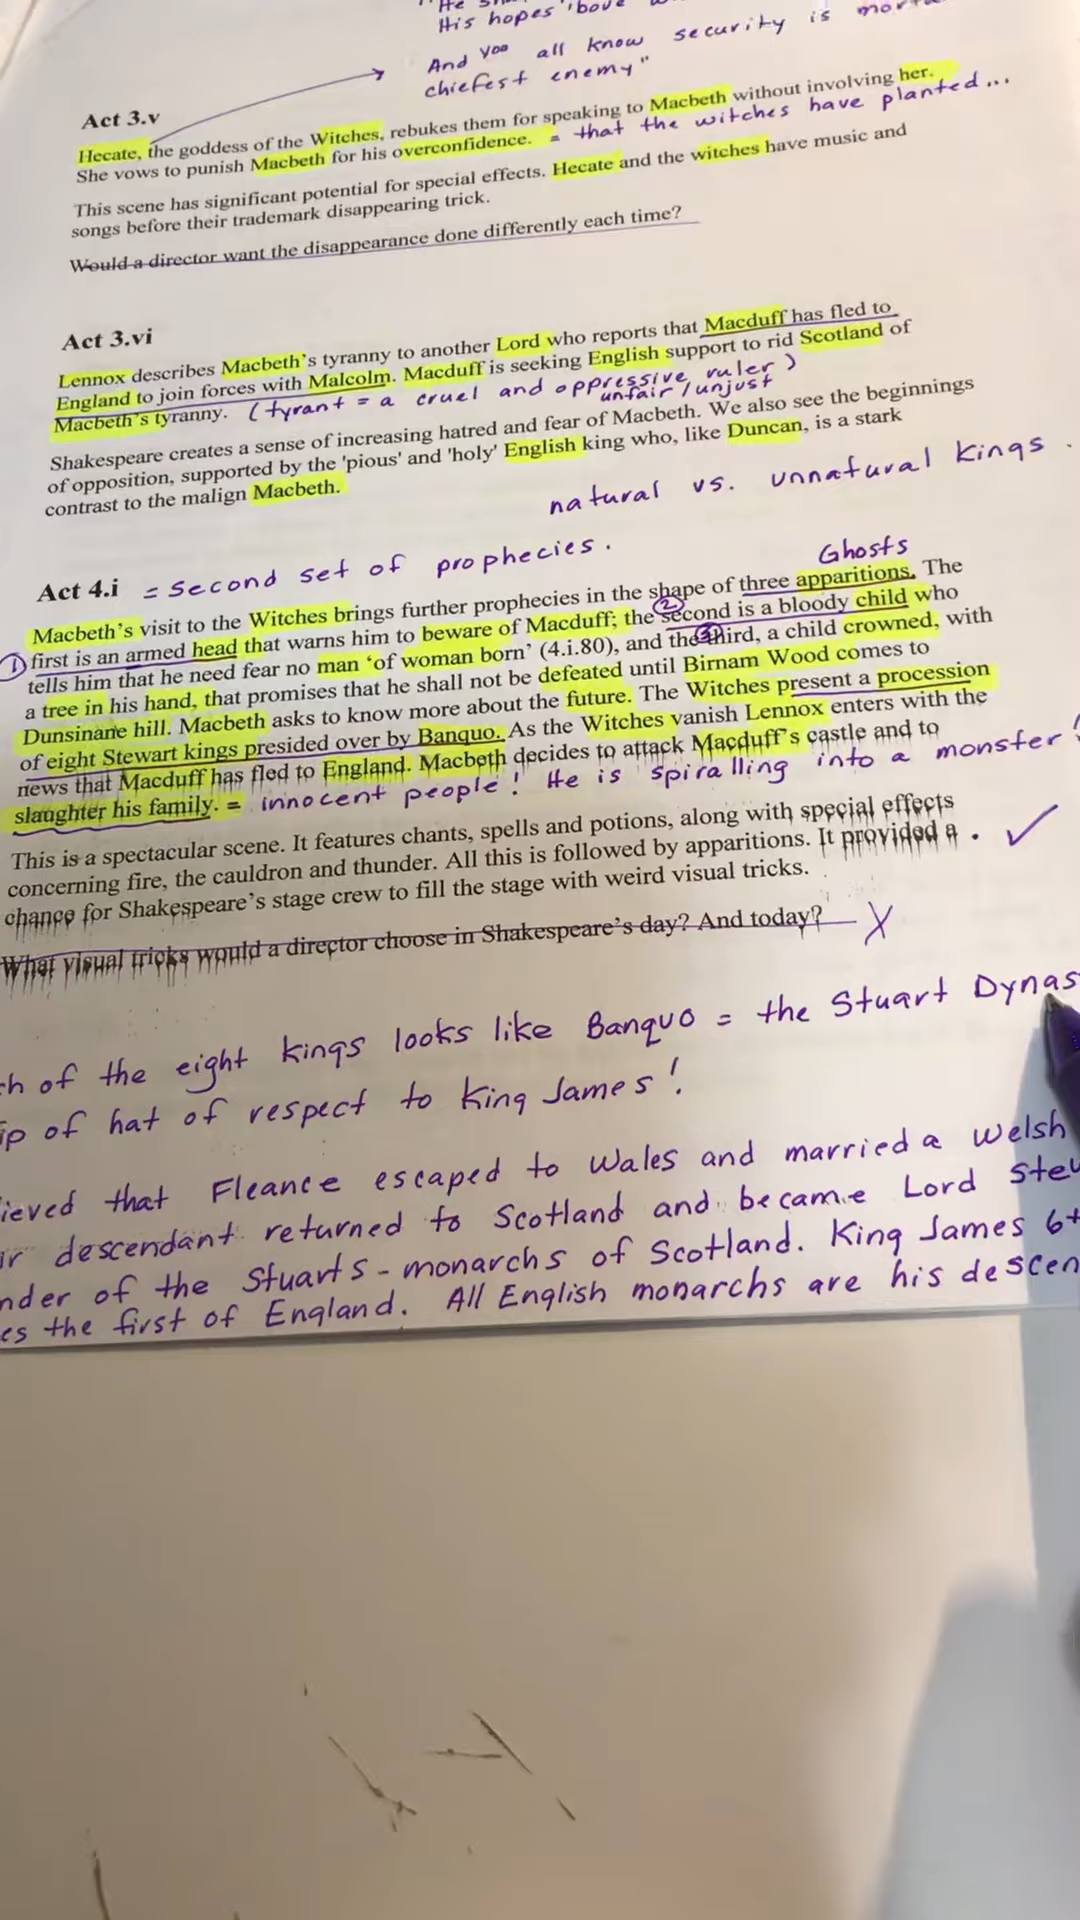 "He
His hopes 'bove
And you all know security is
chiefest enemy"
Act 3.v
Hecate, the goddess of the Witches, rebukes them for speaking to Macbeth without involving her.
She vows to punish Macbeth for his overconfidence. = that the witches have planted...
This scene has significant potential for special effects. Hecate and the witches have music and
songs before their trademark disappearing trick.
Would a director want the disappearance done differently each time?
Act 3.vi
Lennox describes Macbeth's tyranny to another Lord who reports that Macduff has fled to
England to join forces with Malcolm. Macduff is seeking English support to rid Scotland of
Macbeth's tyranny. (tyrant = a cruel and oppressive ruler)
unfair/unjust
Shakespeare creates a sense of increasing hatred and fear of Macbeth. We also see the beginnings
of opposition, supported by the 'pious' and 'holy' English king who, like Duncan, is a stark
contrast to the malign Macbeth.
natural vs. unnatural kings.
Act 4.i = second set of prophecies.
Ghosts
Macbeth's visit to the Witches brings further prophecies in the shape of three apparitions. The
① first is an armed head that warns him to beware of Macduff; the ② second is a bloody child who
tells him that he need fear no man 'of woman born' (4.i.80), and the ③ third, a child crowned, with
a tree in his hand, that promises that he shall not be defeated until Birnam Wood comes to
Dunsinane hill. Macbeth asks to know more about the future. The Witches present a procession
of eight Stewart kings presided over by Banquo. As the Witches vanish Lennox enters with the
news that Macduff has fled to England. Macbeth decides to attack Macduff's castle and to
slaughter his family. = innocent people! He is spiralling into a monster!
This is a spectacular scene. It features chants, spells and potions, along with special effects
concerning fire, the cauldron and thunder. All this is followed by apparitions. It provided a
chance for Shakespeare's stage crew to fill the stage with weird visual tricks.
What visual tricks would a director choose in Shakespeare's day? And today? X
ch of the eight kings looks like Banquo = the Stuart Dynas
ip of hat of respect to King James!
ieved that Fleance escaped to Wales and married a Welsh
ir descendant returned to Scotland and became Lord Stew
nder of the Stuarts - monarchs of Scotland. King James 6t
es the first of England. All English monarchs are his descen